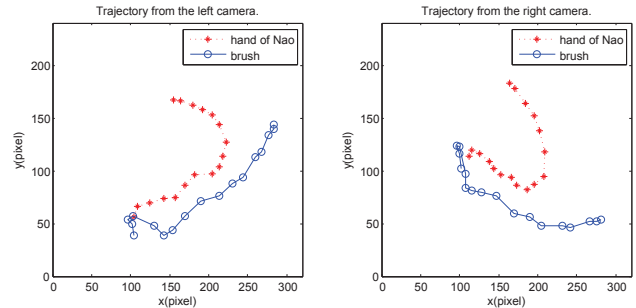 Trajectory from the left camera.
hand of Nao
brush
y(pixel)
200
150
100
50
0
0 50 100 150 200 250 300
x(pixel)
Trajectory from the right camera.
hand of Nao
brush
y(pixel)
200
150
100
50
0
0 50 100 150 200 250 300
x(pixel)